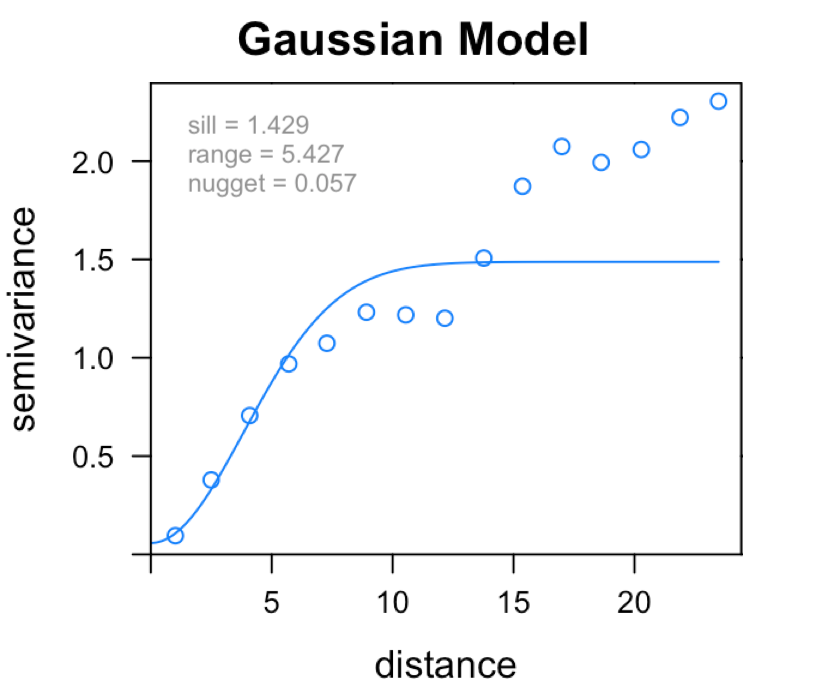 Gaussian Model
sill = 1.429
range = 5.427
nugget = 0.057
2.0
1.5
1.0
0.5
semivariance
5 10 15 20
distance